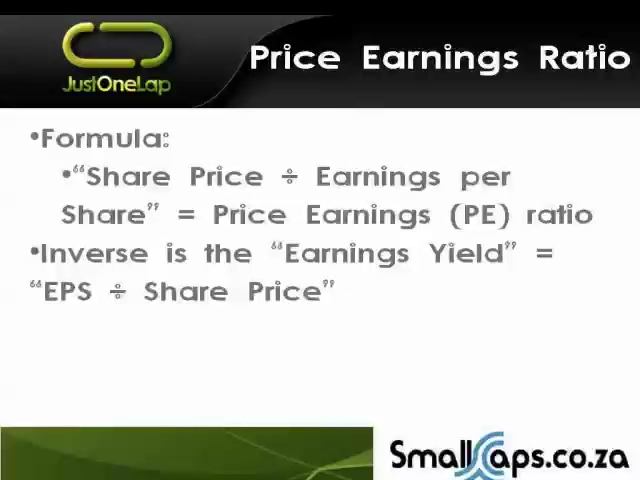 Price Earnings Ratio
JustOneLap
•Formula:
•“Share Price ÷ Earnings per
Share” = Price Earnings (PE) ratio
•Inverse is the “Earnings Yield” =
“EPS ÷ Share Price”
SmallCaps.co.za